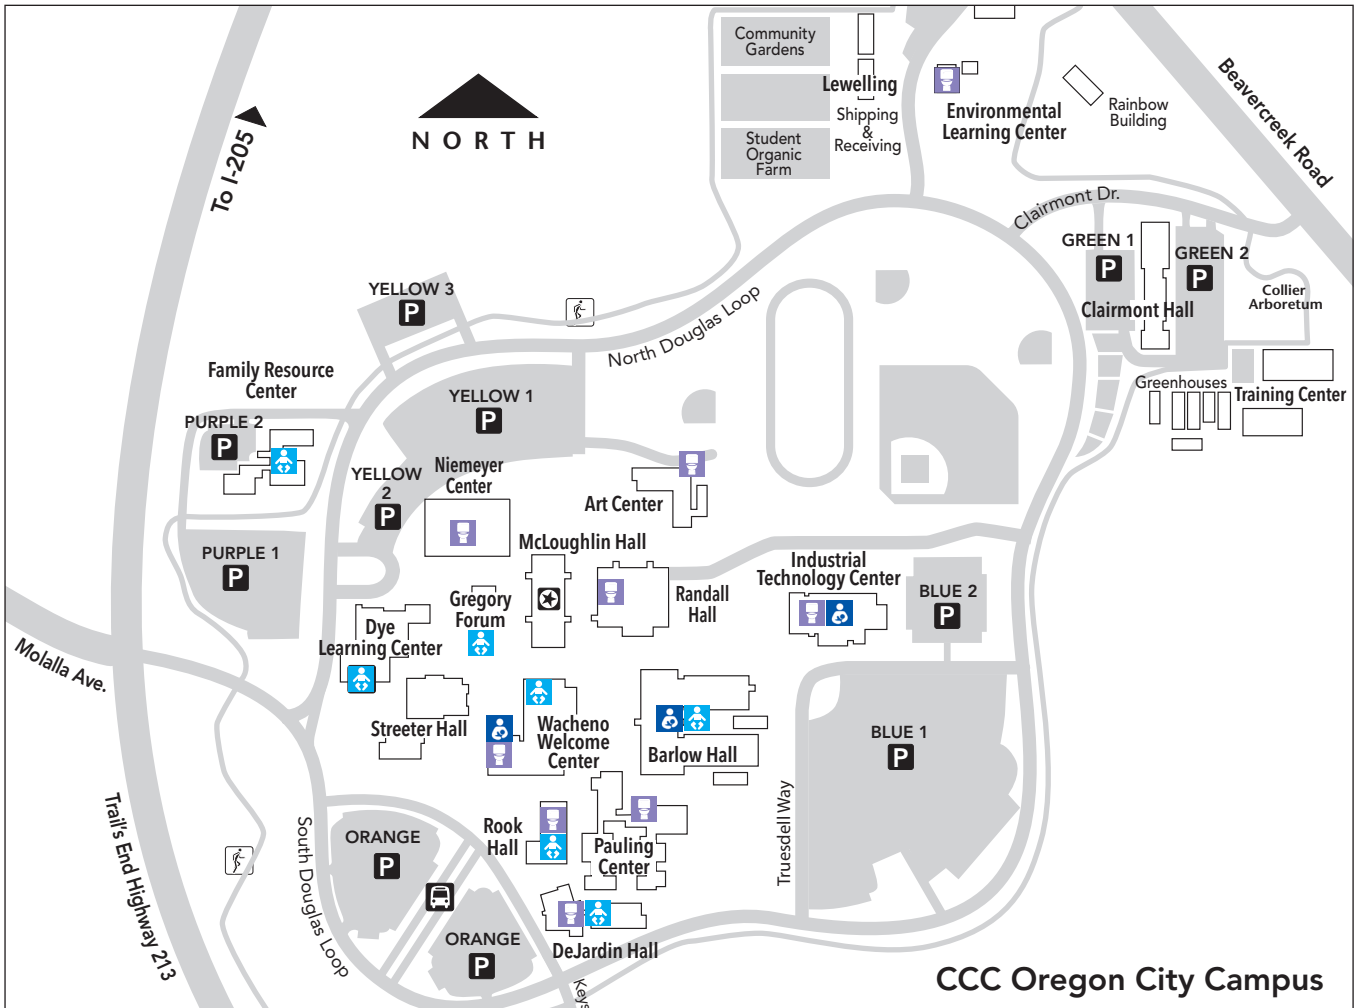 Community
Gardens
Lewelling
Shipping
&
Receiving
Student
Organic
Farm
Environmental
Learning Center
Rainbow
Building
Beavercreek Road
NORTH
To I-205
Clairmont Dr.
GREEN 1
P
GREEN 2
P
Clairmont Hall
Collier
Arboretum
YELLOW 3
P
North Douglas Loop
Family Resource
Center
PURPLE 2
P
YELLOW 1
P
Greenhouses
Training Center
YELLOW
2
P
Niemeyer
Center
Art Center
PURPLE 1
P
McLoughlin Hall
Industrial
Technology Center
BLUE 2
P
Gregory
Forum
Randall
Hall
Dye
Learning Center
Molalla Ave.
Streeter Hall
Wacheno
Welcome
Center
Barlow Hall
BLUE 1
P
Truesdell Way
Trail's End Highway 213
South Douglas Loop
ORANGE
P
Rook
Hall
Pauling
Center
ORANGE
P
DeJardin Hall
Keys
CCC Oregon City Campus